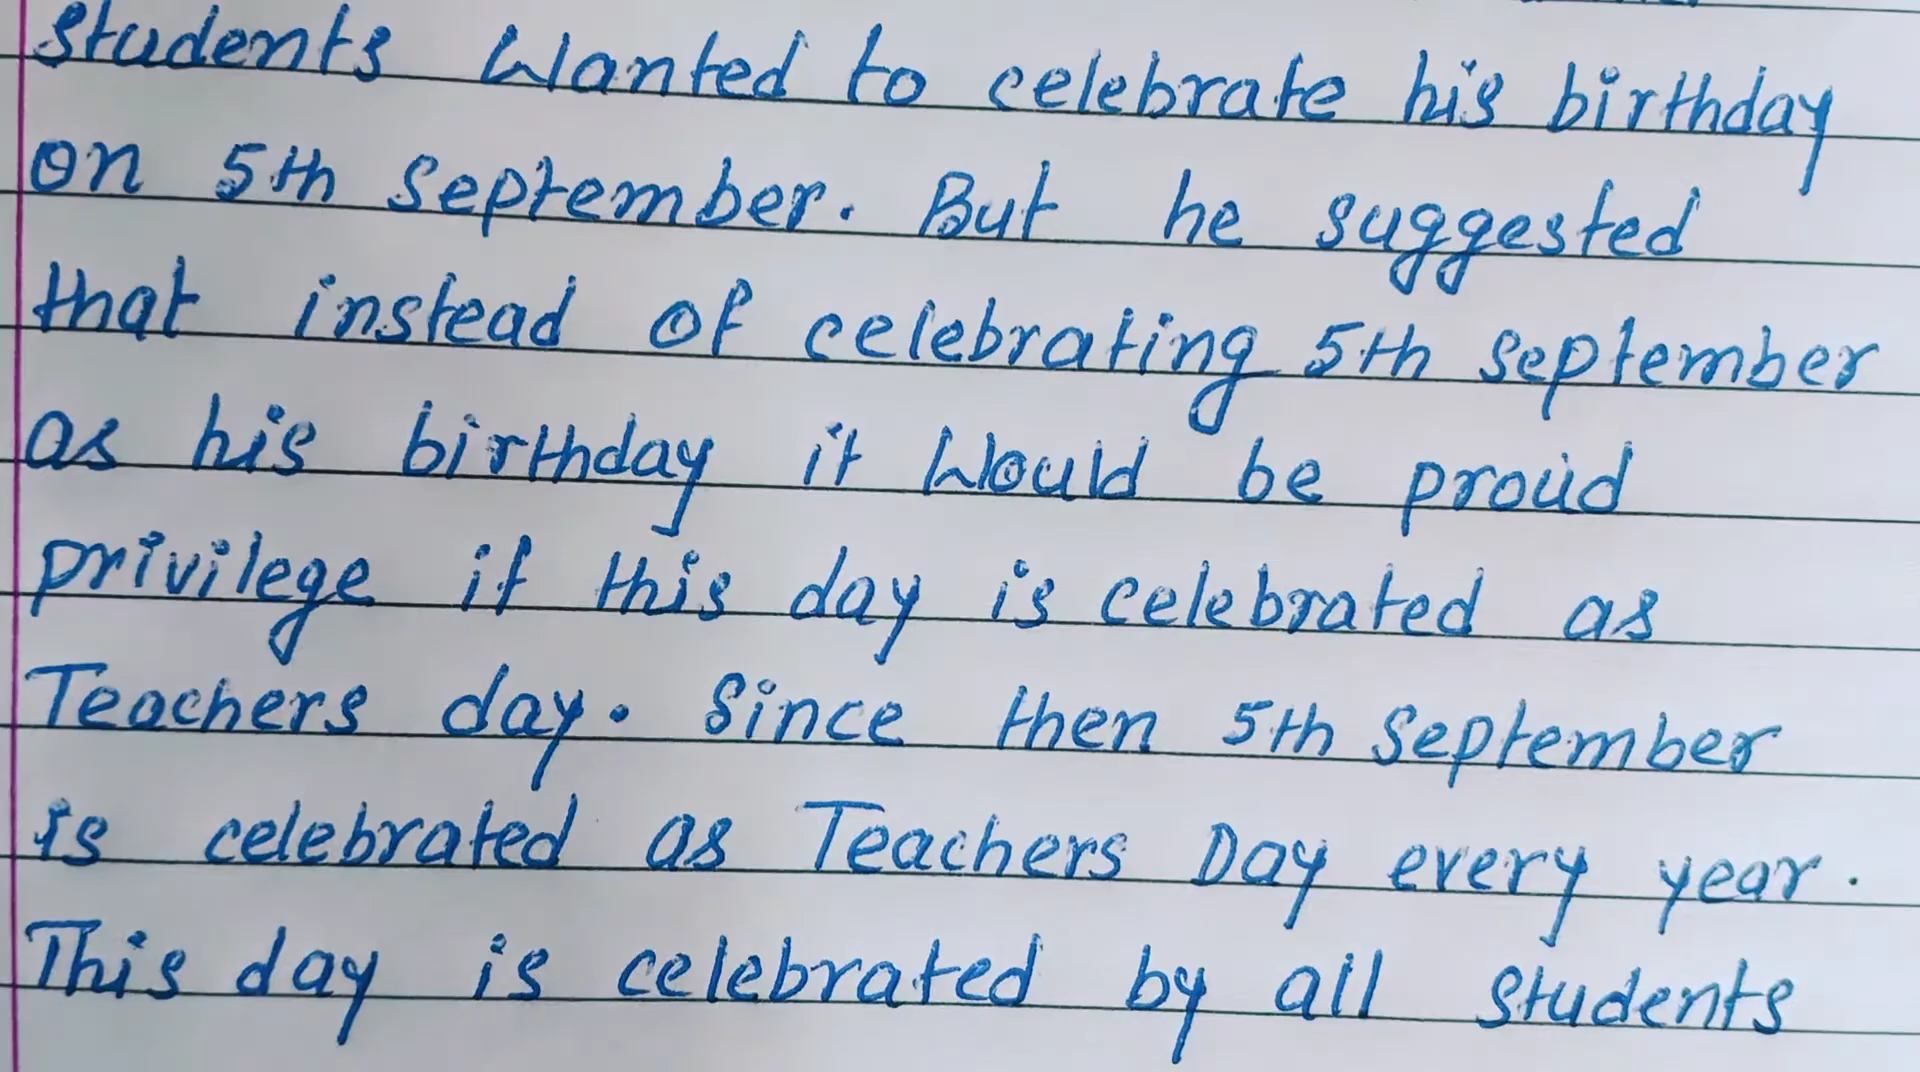 Students Wanted to celebrate his birthday
on 5th September. But he suggested
that instead of celebrating 5th September
as his birthday it Would be proud
privilege if this day is celebrated as
Teachers day. Since then 5th September
is celebrated as Teachers Day every year.
This day is celebrated by all students